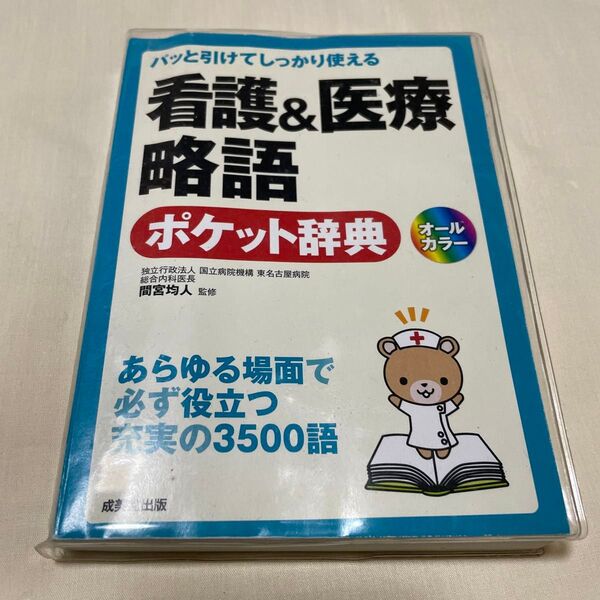 パッと引けてしっかり使える
看護&医療
略語
ポケット辞典
オール
カラー
独立行政法人 国立病院機構 東名古屋病院
総合内科医長
間宮均人 監修
あらゆる場面で
必ず役立つ
充実の3500語
成美堂出版